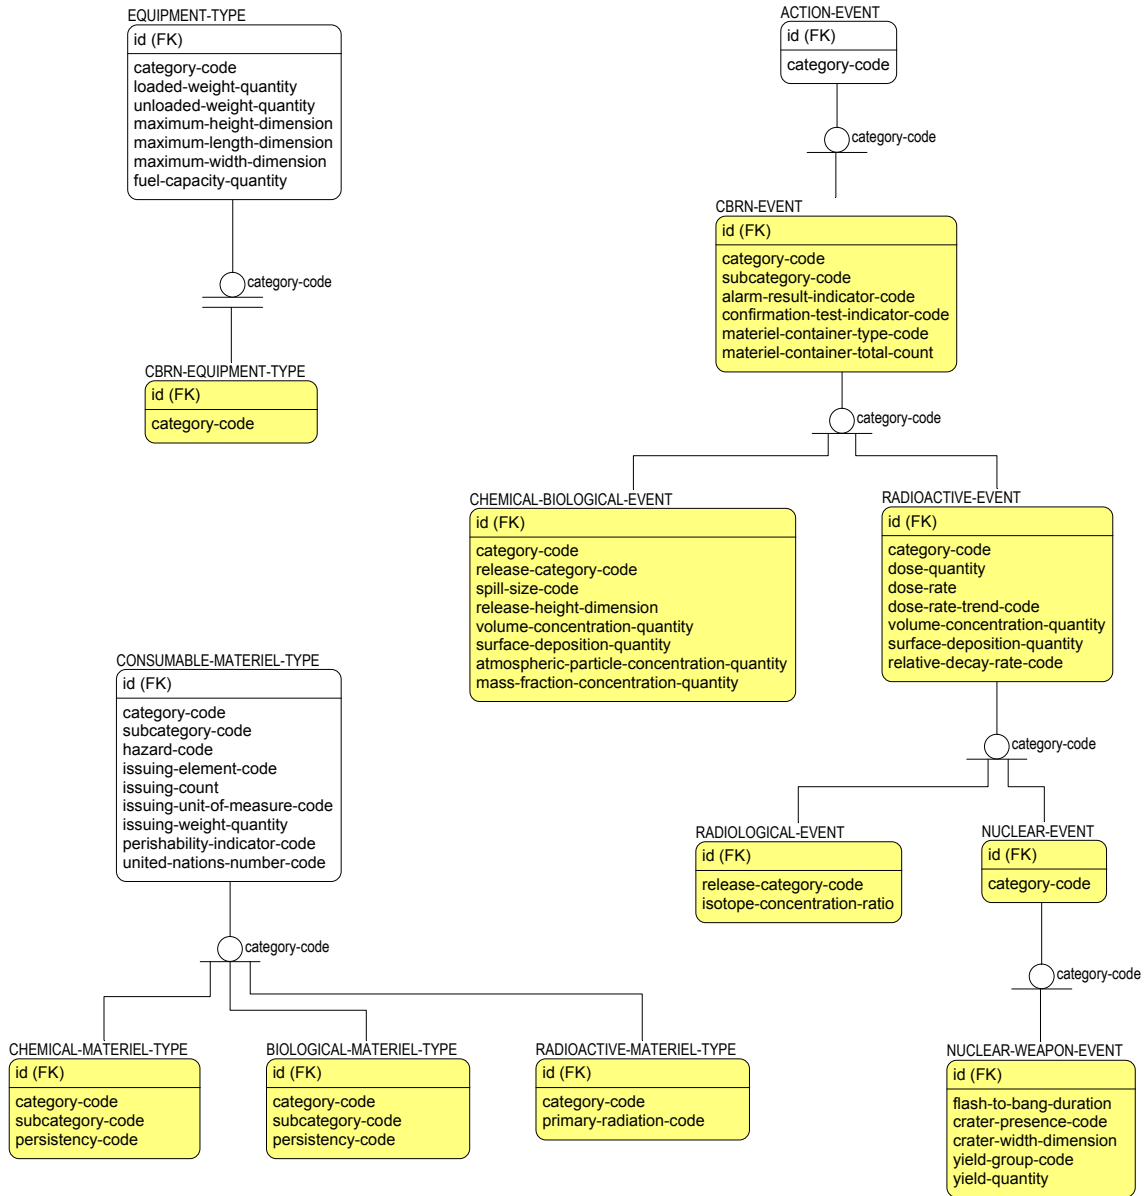 EQUIPMENT-TYPE
id (FK)
category-code
loaded-weight-quantity
unloaded-weight-quantity
maximum-height-dimension
maximum-length-dimension
maximum-width-dimension
fuel-capacity-quantity
category-code
CBRN-EQUIPMENT-TYPE
id (FK)
category-code
ACTION-EVENT
id (FK)
category-code
category-code
CBRN-EVENT
id (FK)
category-code
subcategory-code
alarm-result-indicator-code
confirmation-test-indicator-code
materiel-container-type-code
materiel-container-total-count
category-code
CHEMICAL-BIOLOGICAL-EVENT
id (FK)
category-code
release-category-code
spill-size-code
release-height-dimension
volume-concentration-quantity
surface-deposition-quantity
atmospheric-particle-concentration-quantity
mass-fraction-concentration-quantity
RADIOACTIVE-EVENT
id (FK)
category-code
dose-quantity
dose-rate
dose-rate-trend-code
volume-concentration-quantity
surface-deposition-quantity
relative-decay-rate-code
category-code
RADIOLOGICAL-EVENT
id (FK)
release-category-code
isotope-concentration-ratio
NUCLEAR-EVENT
id (FK)
category-code
category-code
NUCLEAR-WEAPON-EVENT
id (FK)
flash-to-bang-duration
crater-presence-code
crater-width-dimension
yield-group-code
yield-quantity
CONSUMABLE-MATERIEL-TYPE
id (FK)
category-code
subcategory-code
hazard-code
issuing-element-code
issuing-count
issuing-unit-of-measure-code
issuing-weight-quantity
perishability-indicator-code
united-nations-number-code
category-code
CHEMICAL-MATERIEL-TYPE
id (FK)
category-code
subcategory-code
persistency-code
BIOLOGICAL-MATERIEL-TYPE
id (FK)
category-code
subcategory-code
persistency-code
RADIOACTIVE-MATERIEL-TYPE
id (FK)
category-code
primary-radiation-code